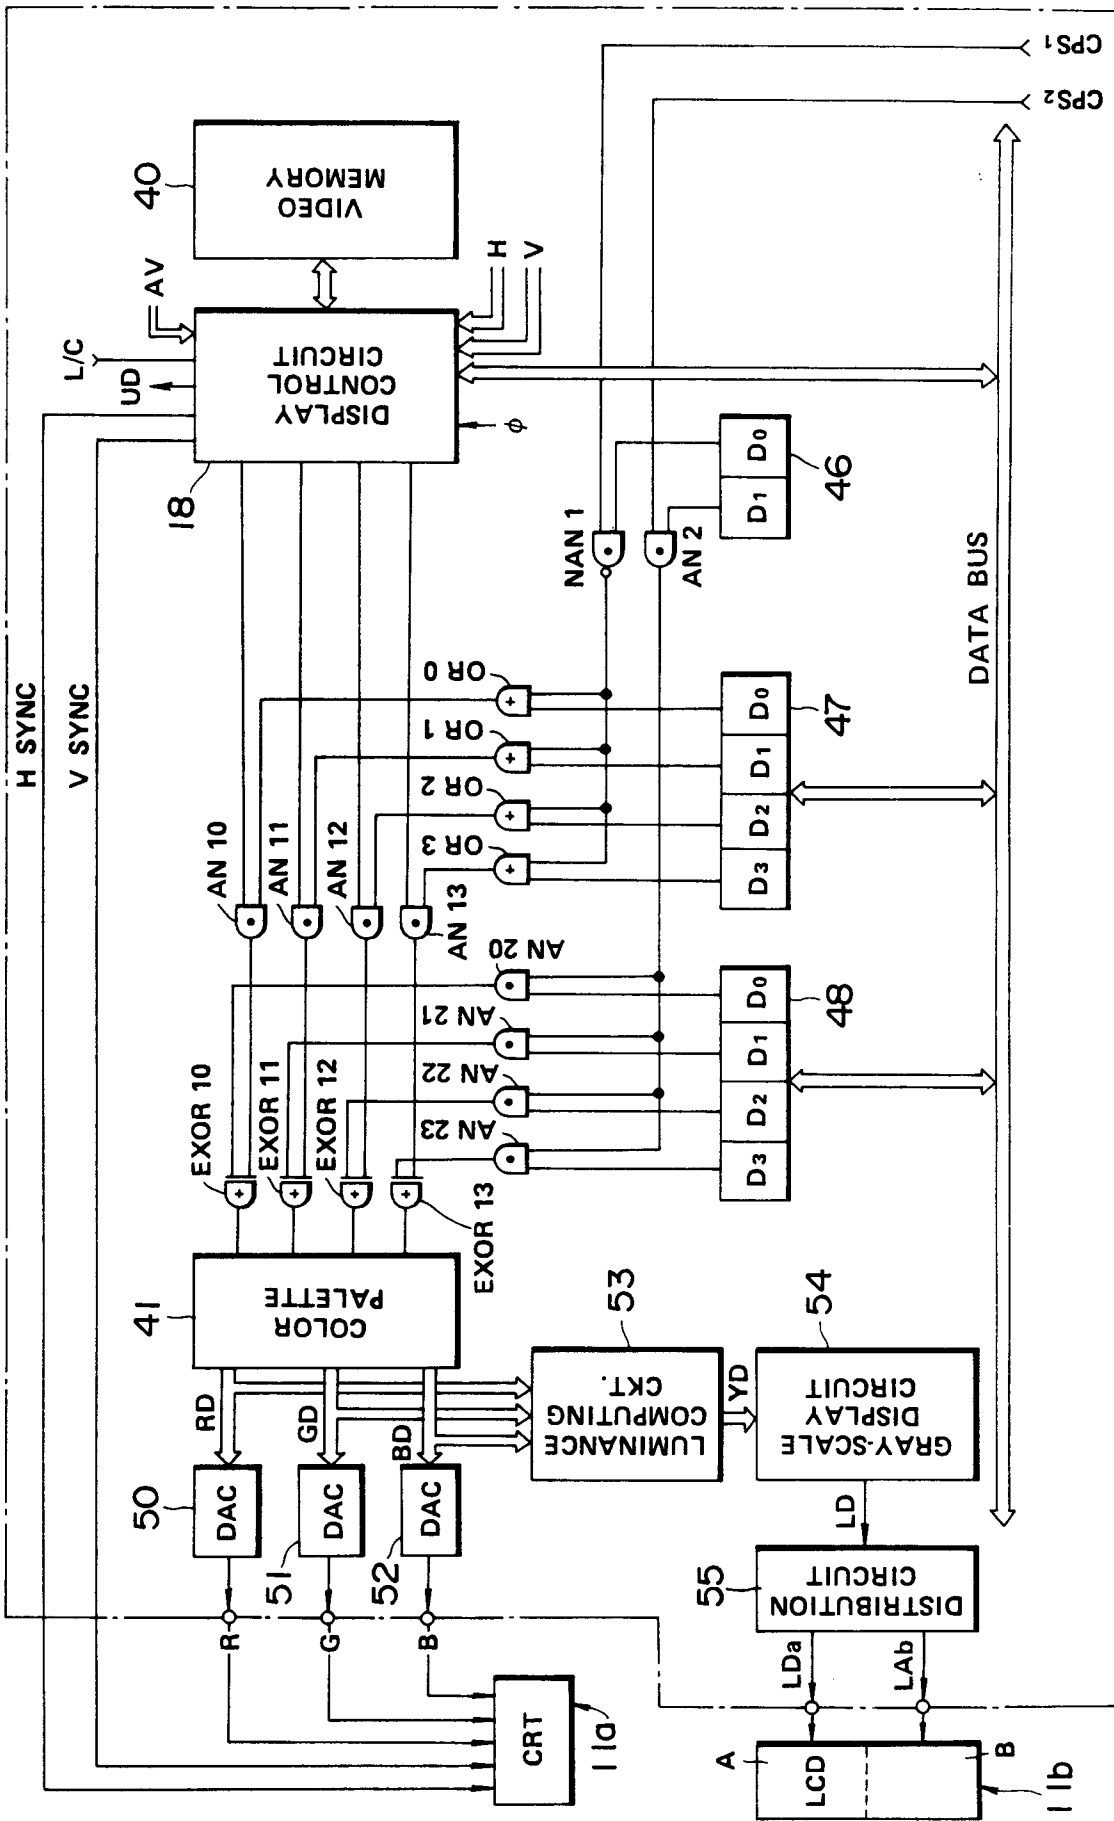 H SYNC
V SYNC
L/C
UD
AV
40
VIDEO
MEMORY
18
DISPLAY
CONTROL
CIRCUIT
H
V
φ
CPS1
CPS2
AN 10
AN 11
AN 12
AN 13
EXOR 10
EXOR 11
EXOR 12
EXOR 13
41
COLOR
PALETTE
NAN 1
AN 2
OR 0
OR 1
OR 2
OR 3
AN 20
AN 21
AN 22
AN 23
D1 D0
46
D3 D2 D1 D0
47
D3 D2 D1 D0
48
DATA BUS
RD
GD
BD
50
DAC
51
DAC
52
DAC
R
G
B
CRT
11a
53
LUMINANCE
COMPUTING
CKT.
YD
54
GRAY-SCALE
DISPLAY
CIRCUIT
LD
55
DISTRIBUTION
CIRCUIT
LDa
LAb
A
LCD
B
11b